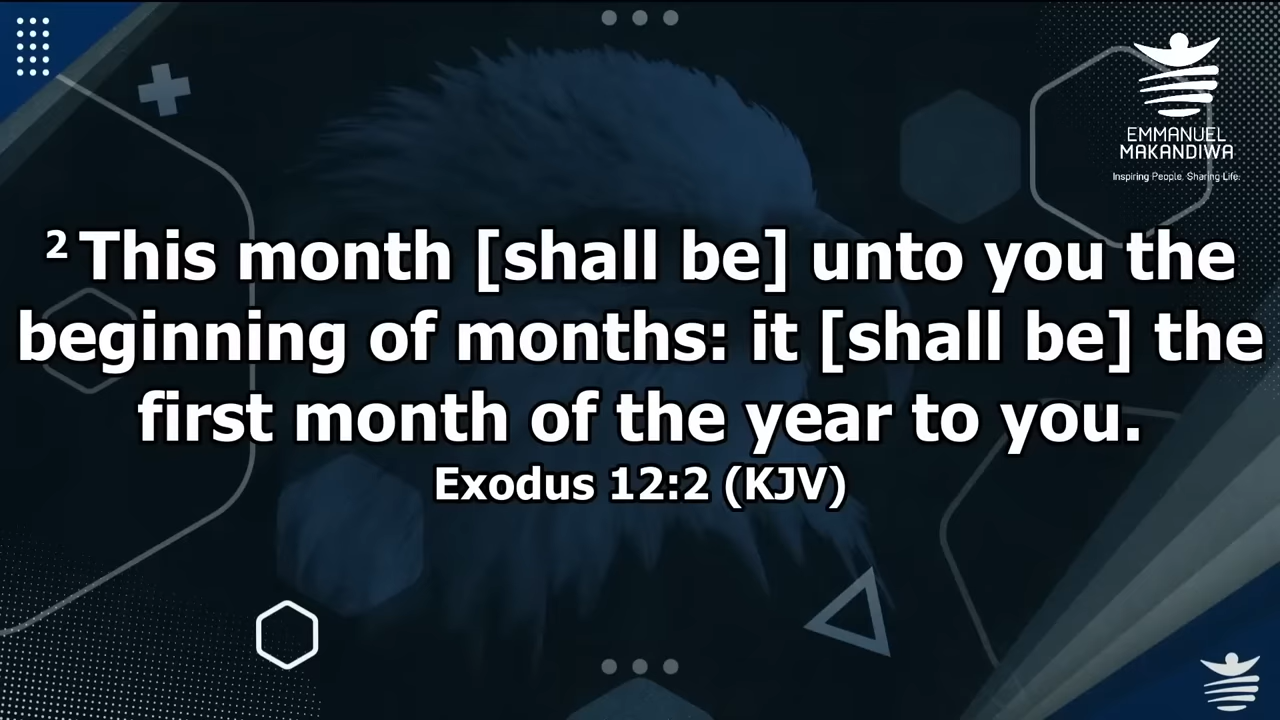 EMMANUEL
MAKANDIWA
Inspiring People. Sharing Life.
2 This month [shall be] unto you the
beginning of months: it [shall be] the
first month of the year to you.
Exodus 12:2 (KJV)